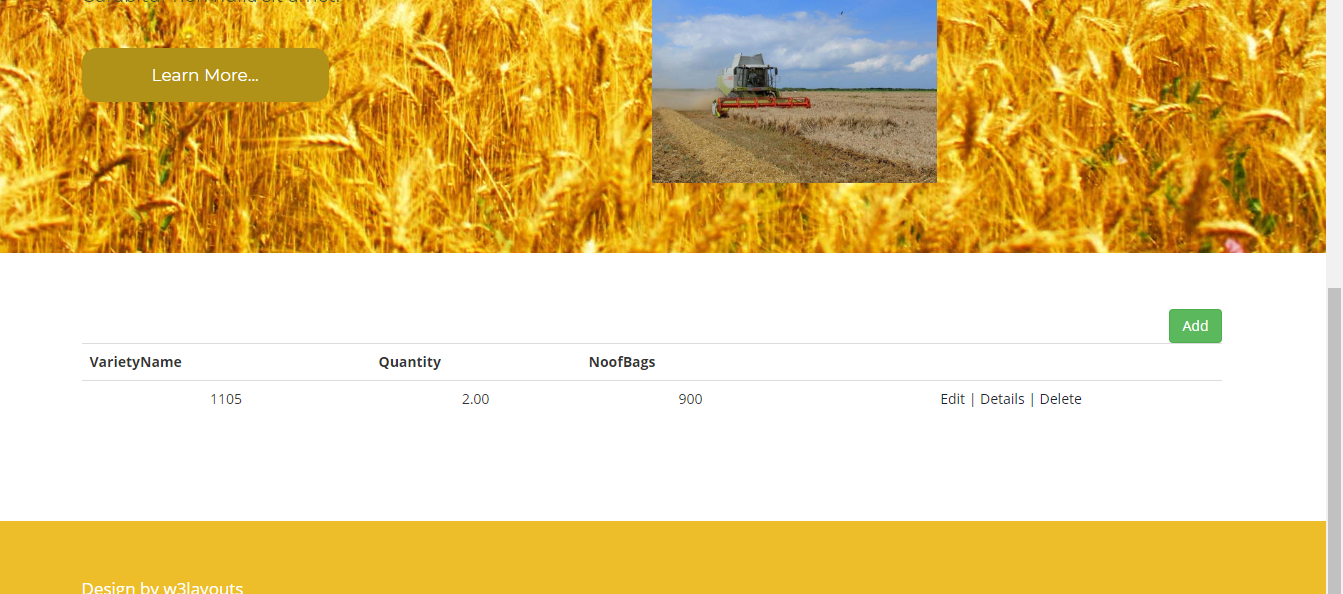 Learn More...
Add
VarietyName Quantity NoofBags
1105 2.00 900 Edit | Details | Delete
Design by w3layouts